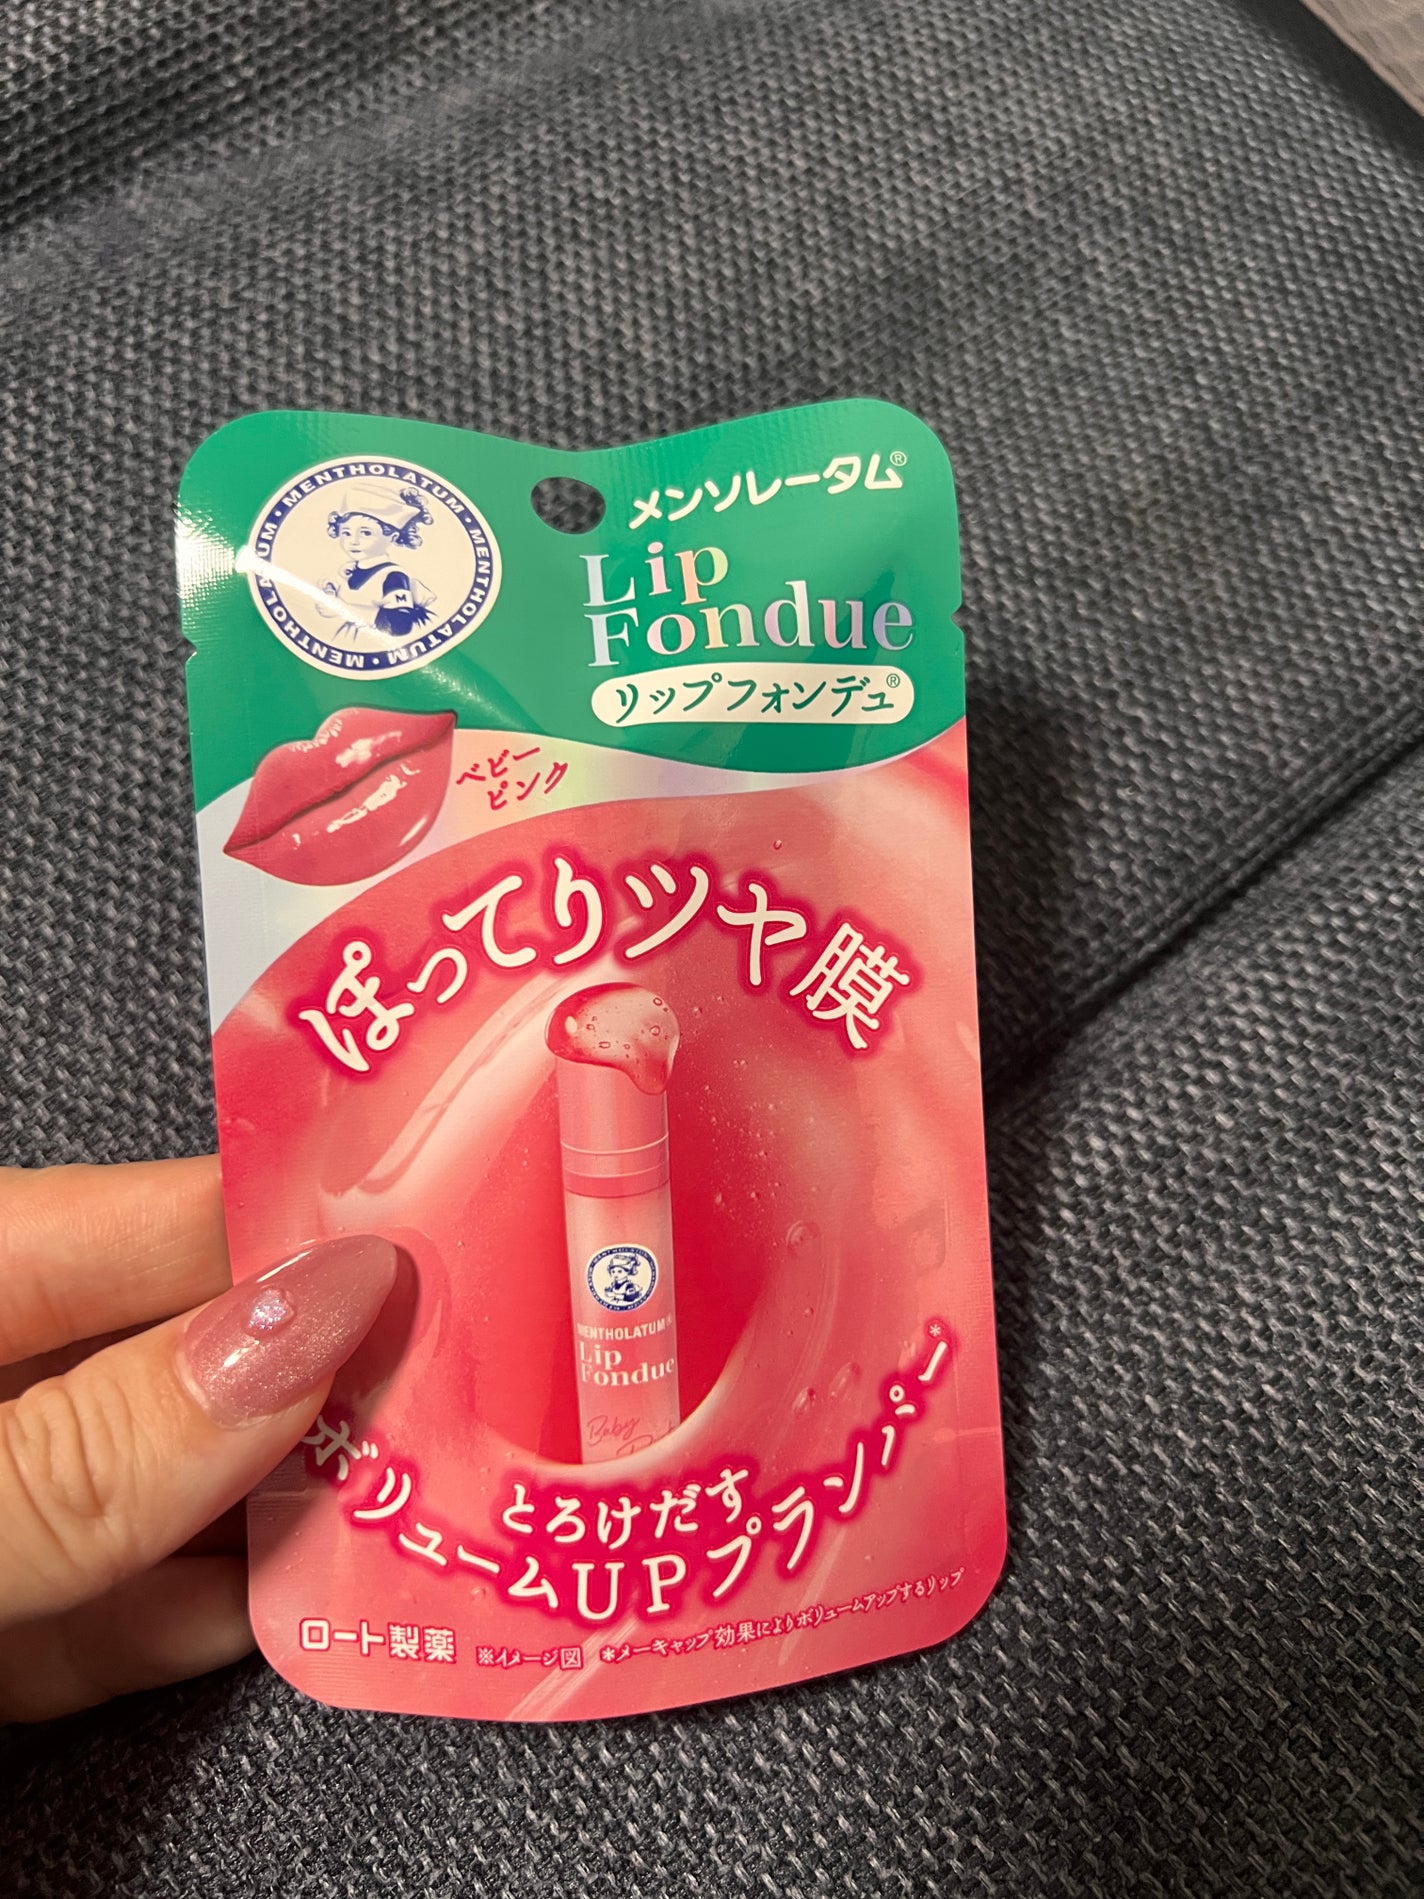 MENTHOLATUM・MENTHOLATUM・MENTHOLATUM・
M
メンソレータム®
Lip
Fondue
リップフォンデュ®
ベビー
ピンク
ぽってりツヤ膜
MENTHOLATUM
Lip
Fondue
Baby
とろけだす
ボリュームUPプランパー*
ロート製薬 ※イメージ図 *メーキャップ効果によりボリュームアップするリップ